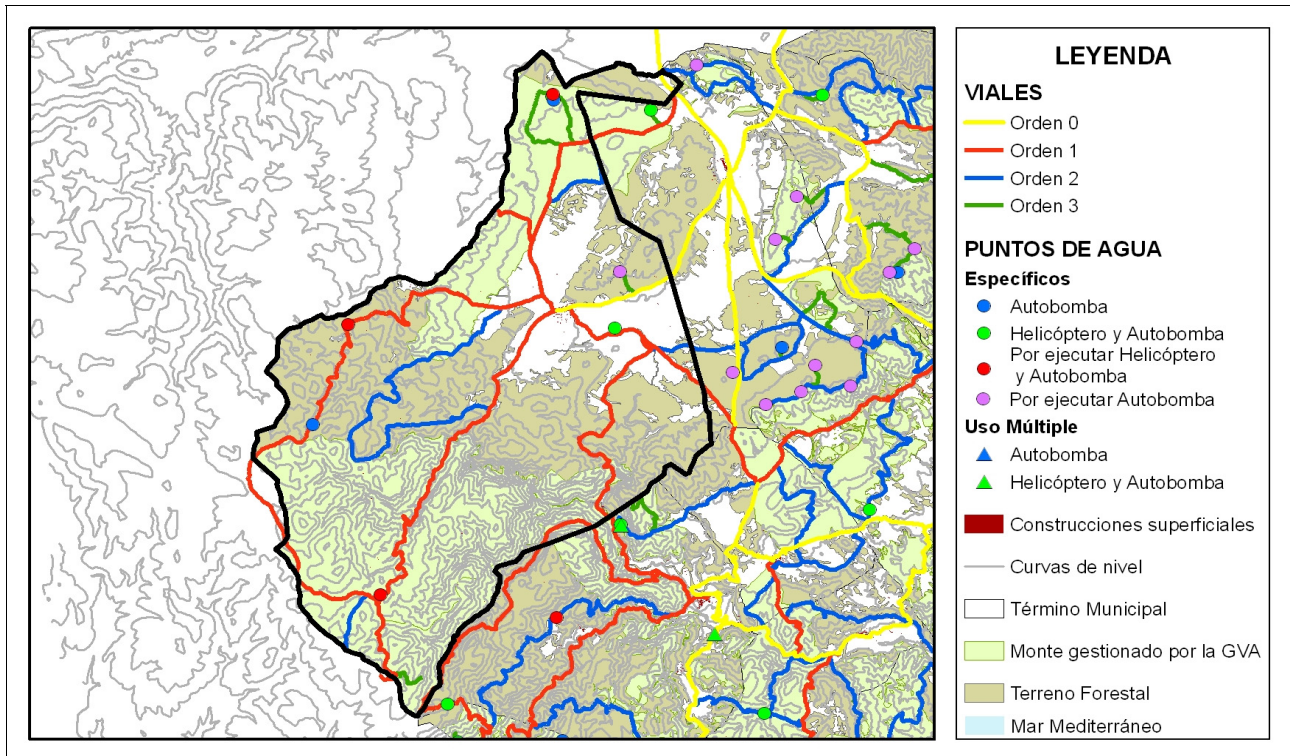 LEYENDA
VIALES
Orden 0
Orden 1
Orden 2
Orden 3
PUNTOS DE AGUA
Específicos
Autobomba
Helicóptero y Autobomba
Por ejecutar Helicóptero
y Autobomba
Por ejecutar Autobomba
Uso Múltiple
Autobomba
Helicóptero y Autobomba
Construcciones superficiales
Curvas de nivel
Término Municipal
Monte gestionado por la GVA
Terreno Forestal
Mar Mediterráneo